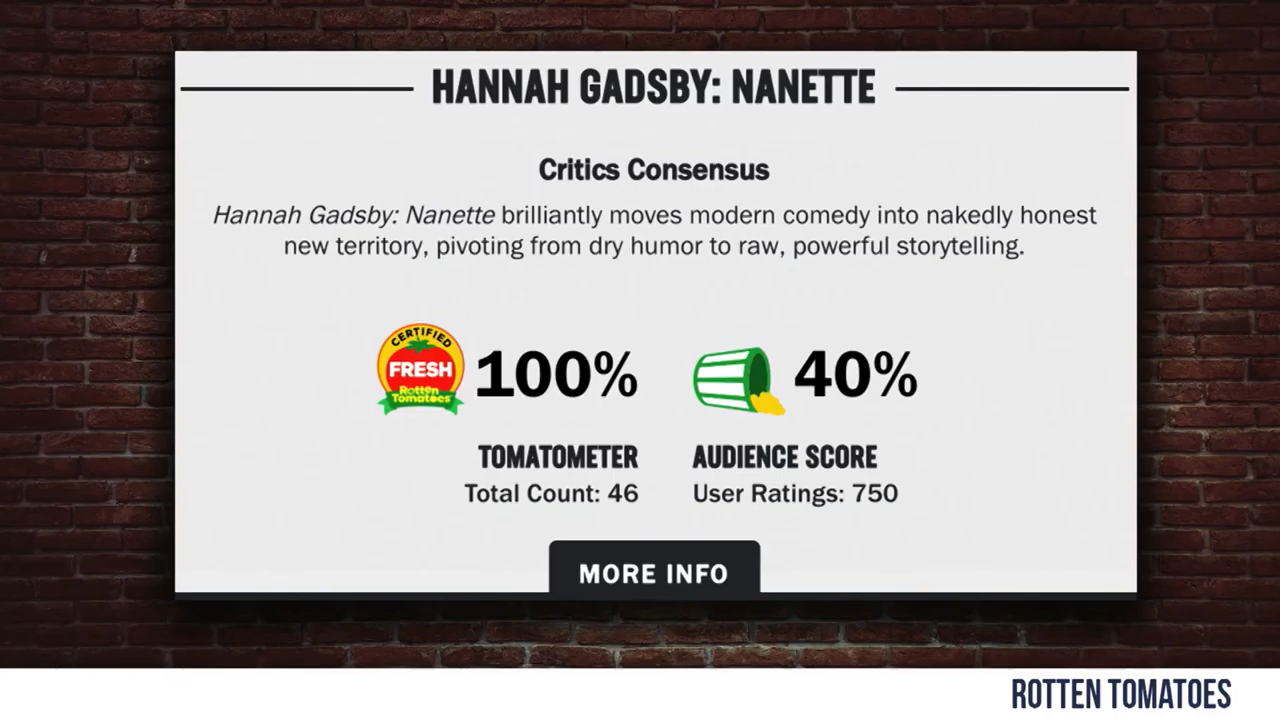 HANNAH GADSBY: NANETTE
Critics Consensus
Hannah Gadsby: Nanette brilliantly moves modern comedy into nakedly honest
new territory, pivoting from dry humor to raw, powerful storytelling.
CERTIFIED
FRESH
Rotten
Tomatoes
100%
40%
TOMATOMETER
AUDIENCE SCORE
Total Count: 46
User Ratings: 750
MORE INFO
ROTTEN TOMATOES